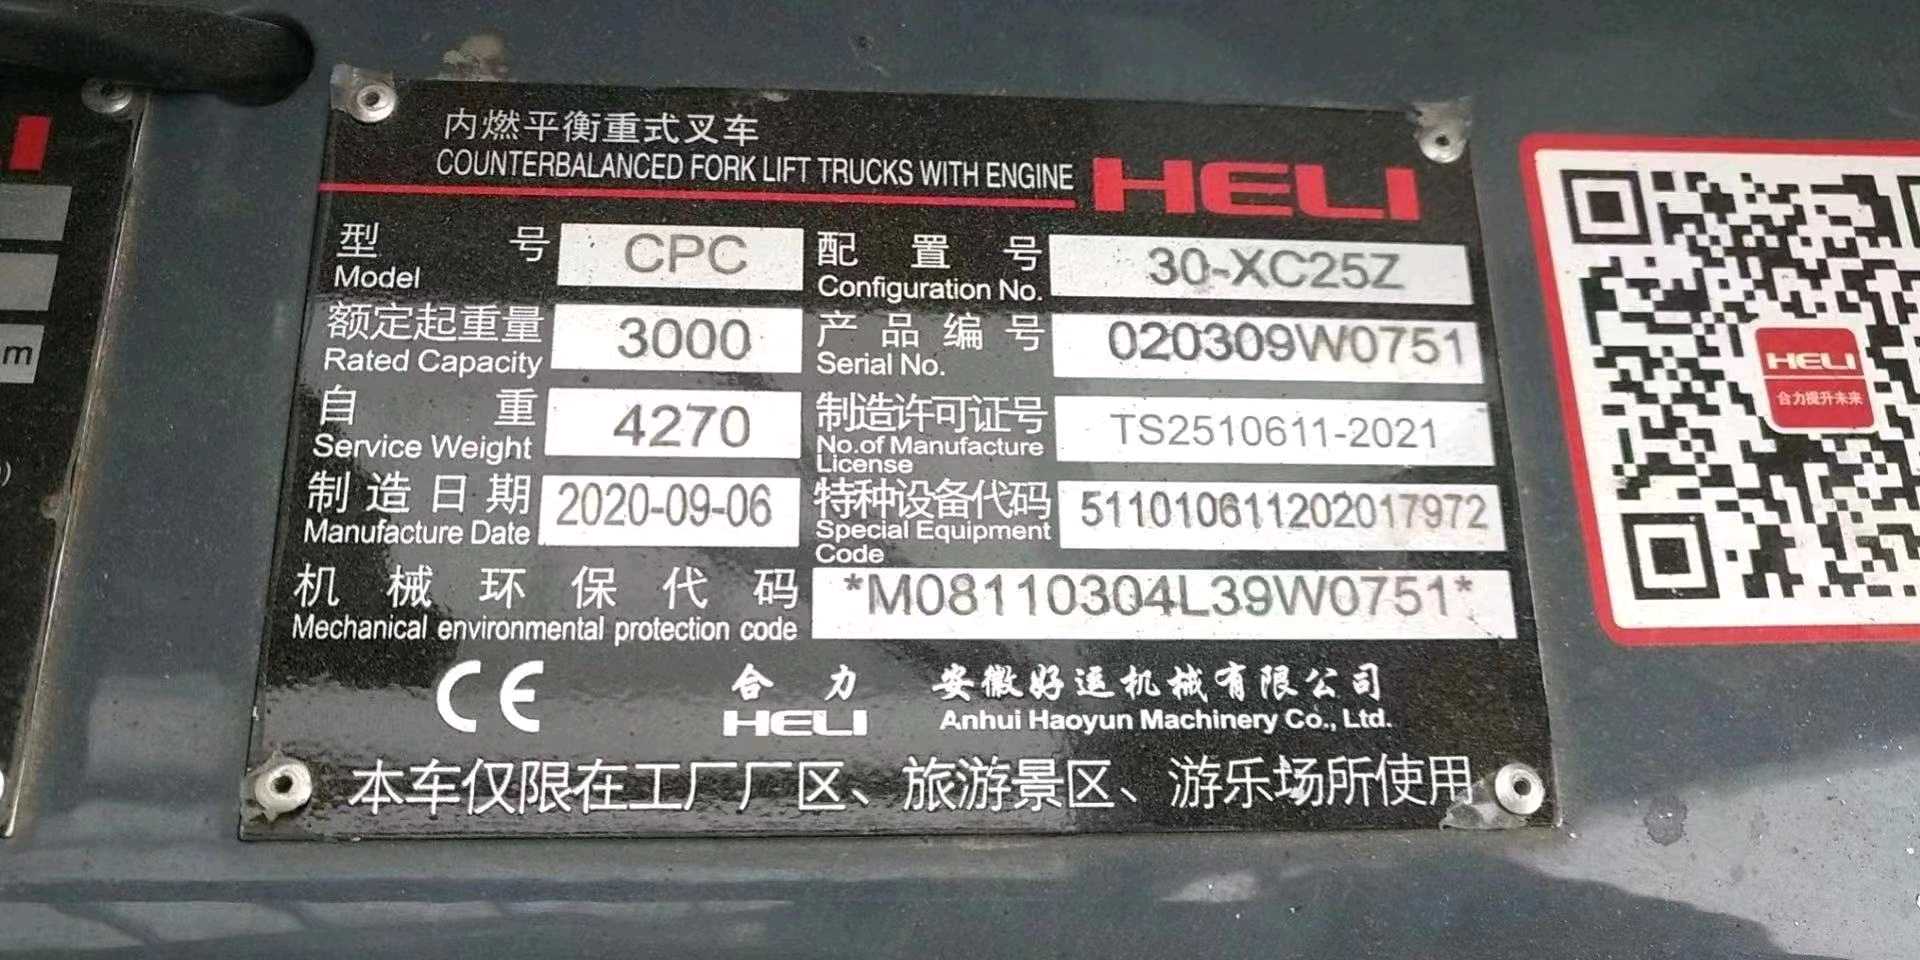 内燃平衡重式叉车
COUNTERBALANCED FORK LIFT TRUCKS WITH ENGINE HELI
型号 CPC 配置号 30-XC25Z
Model Configuration No.
额定起重量 3000 产品编号 020309W0751
Rated Capacity Serial No.
自重 4270 制造许可证号 TS2510611-2021
Service Weight No.of Manufacture License
制造日期 2020-09-06 特种设备代码 511010611202017972
Manufacture Date Special Equipment Code
机械环保代码 *M08110304L39W0751*
Mechanical environmental protection code
CE 合力 安徽好运机械有限公司
HELI Anhui Haoyun Machinery Co., Ltd.
本车仅限在工厂厂区、旅游景区、游乐场所使用
HELI
合力提升未来
m